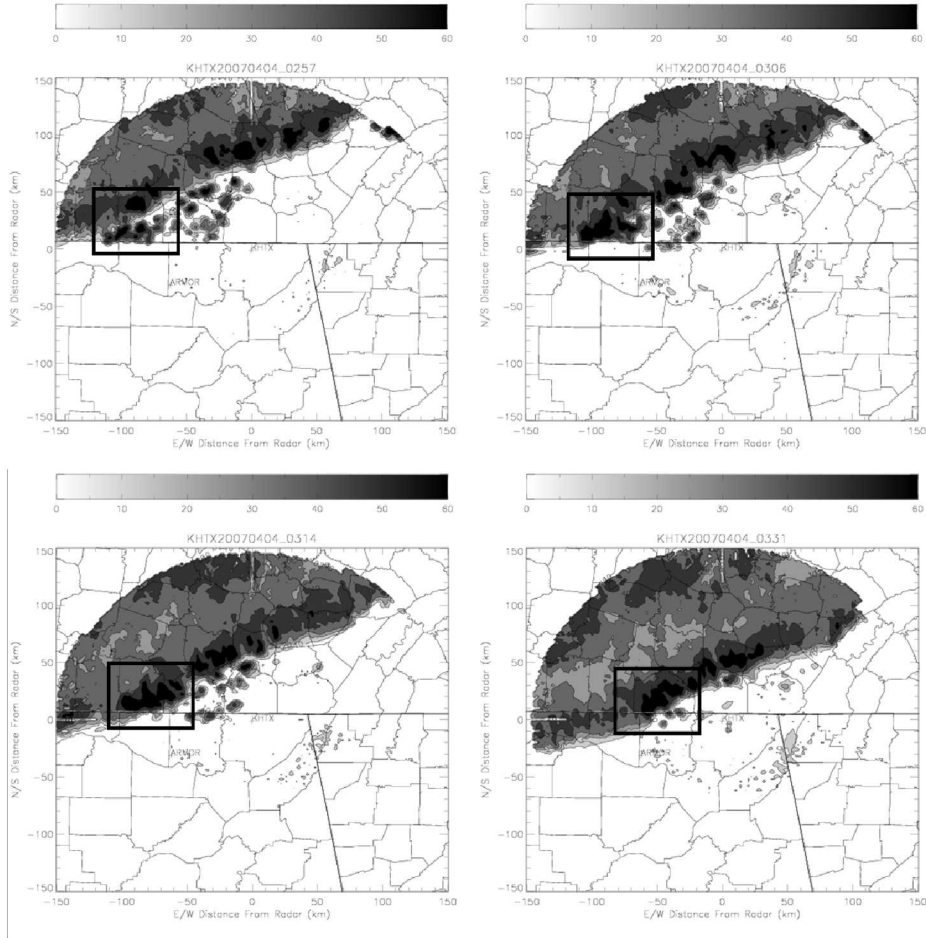 0 10 20 30 40 50 60
KHTX20070404_0257
N/S Distance From Radar (km)
150
100
50
0
-50
-100
-150
KHTX
ARMOR
-150 -100 -50 0 50 100 150
E/W Distance From Radar (km)
0 10 20 30 40 50 60
KHTX20070404_0306
N/S Distance From Radar (km)
150
100
50
0
-50
-100
-150
KHTX
ARMOR
-150 -100 -50 0 50 100 150
E/W Distance From Radar (km)
0 10 20 30 40 50 60
KHTX20070404_0314
N/S Distance From Radar (km)
150
100
50
0
-50
-100
-150
KHTX
ARMOR
-150 -100 -50 0 50 100 150
E/W Distance From Radar (km)
0 10 20 30 40 50 60
KHTX20070404_0331
N/S Distance From Radar (km)
150
100
50
0
-50
-100
-150
KHTX
ARMOR
-150 -100 -50 0 50 100 150
E/W Distance From Radar (km)